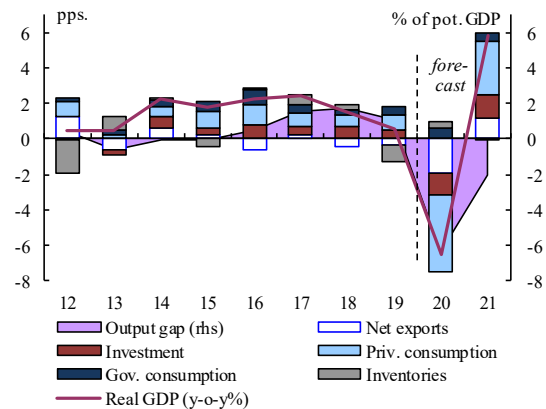 pps. % of pot. GDP
6 6
4 fore- 4
cast
2 2
0 0
-2 -2
-4 -4
-6 -6
-8 -8
12 13 14 15 16 17 18 19 20 21
Output gap (rhs) Net exports
Investment Priv. consumption
Gov. consumption Inventories
Real GDP (y-o-y%)